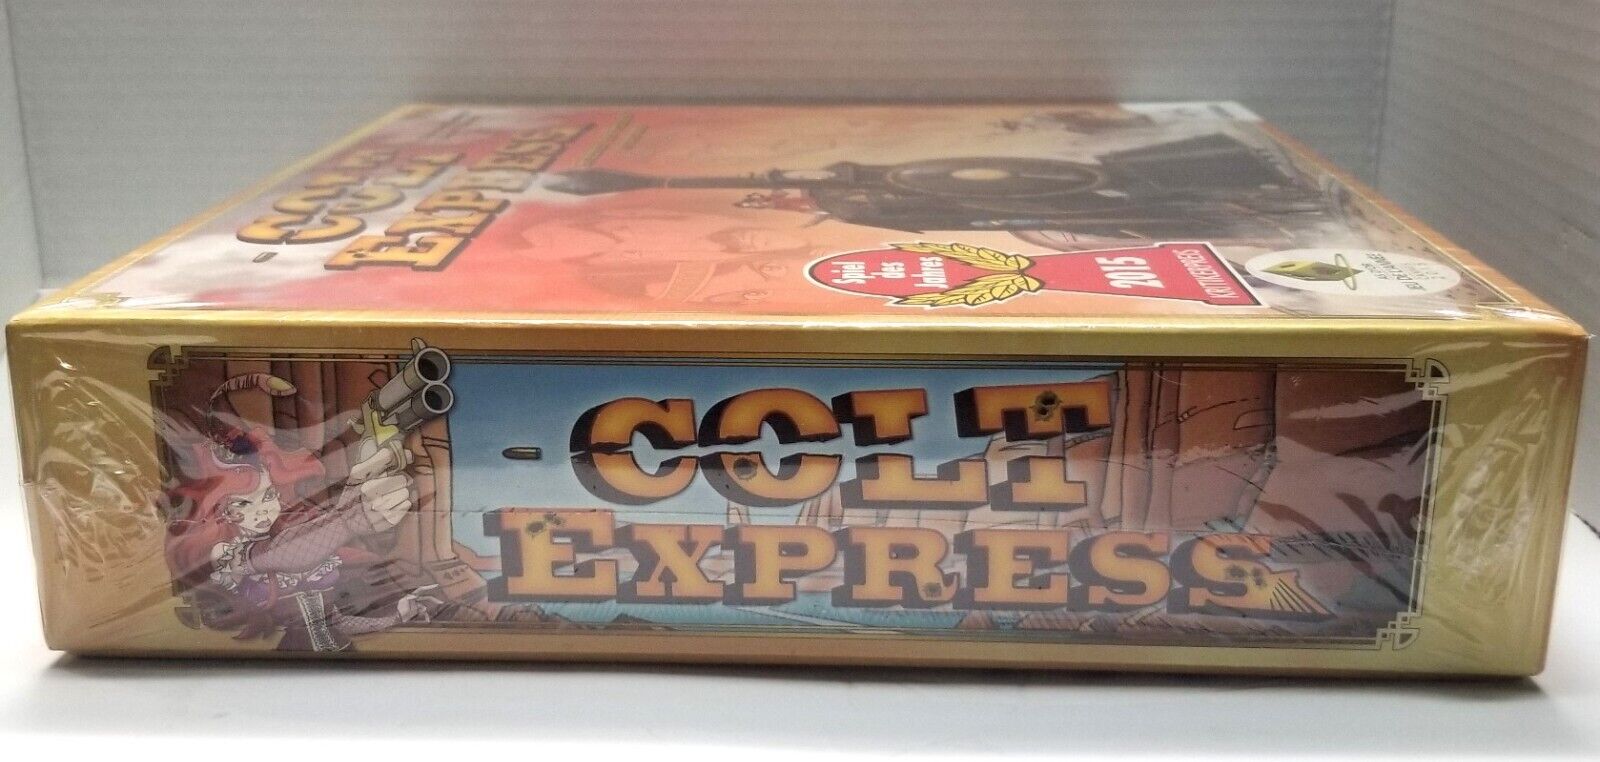 COLT
EXPRESS
Spiel
des
Jahres
2015
KRITIKERPREIS
COLT
EXPRESS